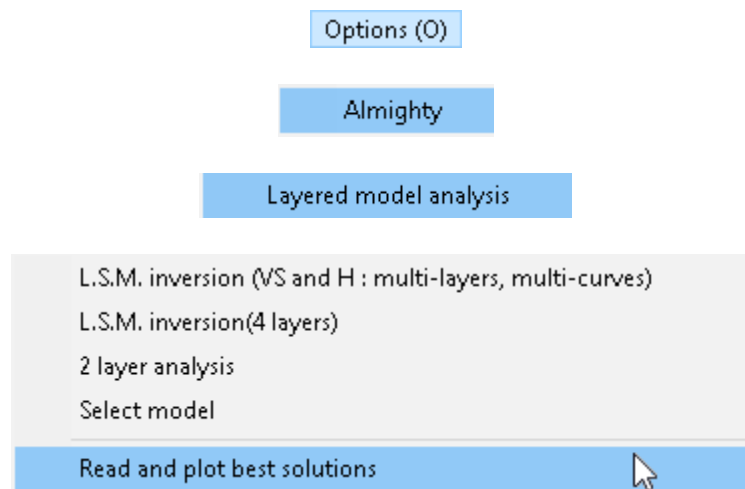 Options (O)
Almighty
Layered model analysis
L.S.M. inversion (VS and H : multi-layers, multi-curves)
L.S.M. inversion(4 layers)
2 layer analysis
Select model
Read and plot best solutions